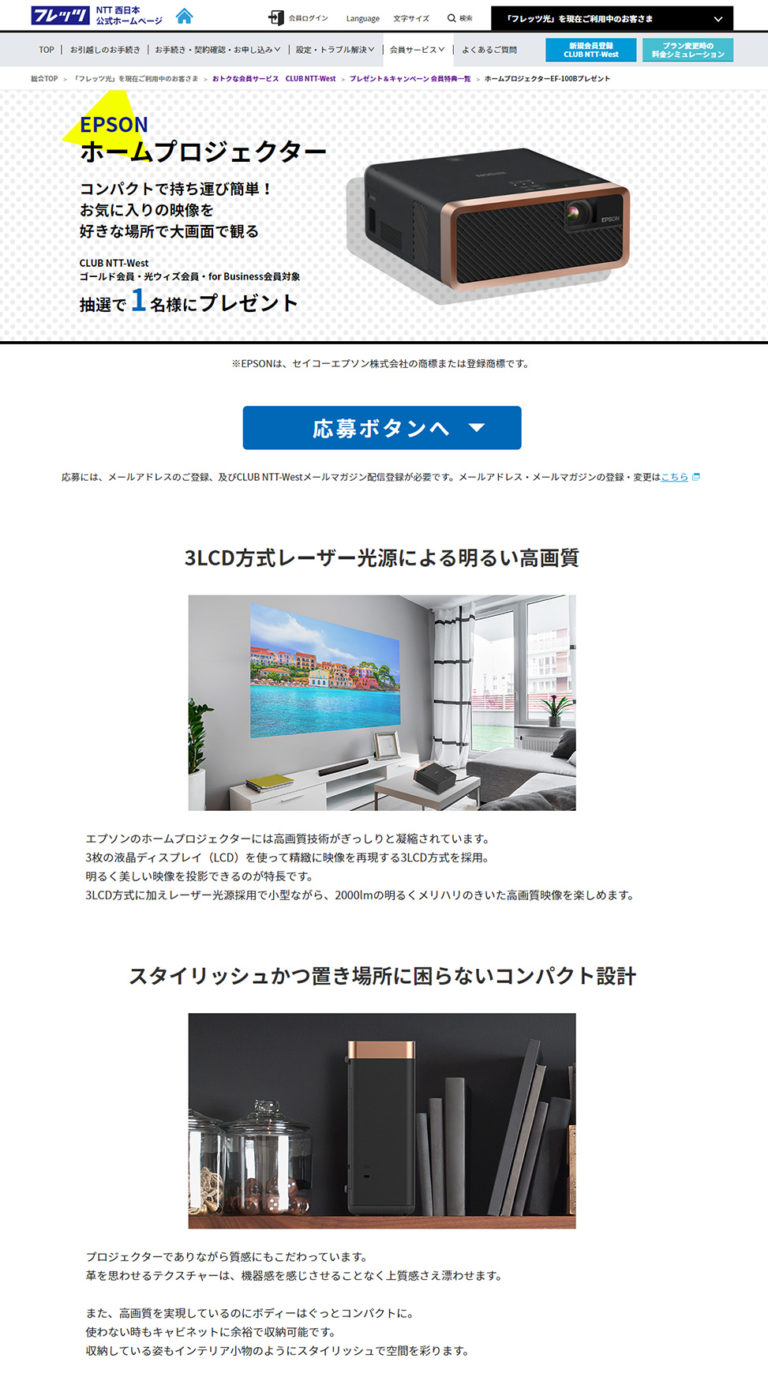 フレッツ
NTT 西日本
公式ホームページ
会員ログイン
Language
文字サイズ
検索
「フレッツ光」を現在ご利用中のお客さま
TOP
お引越しのお手続き
お手続き・契約確認・お申し込み
設定・トラブル解決
会員サービス
よくあるご質問
新規会員登録
CLUB NTT-West
プラン変更時の
料金シミュレーション
総合TOP > 「フレッツ光」を現在ご利用中のお客さま > おトクな会員サービス CLUB NTT-West > プレゼント&キャンペーン 会員特典一覧 > ホームプロジェクターEF-100Bプレゼント
EPSON
ホームプロジェクター
コンパクトで持ち運び簡単！
お気に入りの映像を
好きな場所で大画面で観る
CLUB NTT-West
ゴールド会員・光ウィズ会員・for Business会員対象
抽選で1名様にプレゼント
EPSON
※EPSONは、セイコーエプソン株式会社の商標または登録商標です。
応募ボタンへ
応募には、メールアドレスのご登録、及びCLUB NTT-Westメールマガジン配信登録が必要です。メールアドレス・メールマガジンの登録・変更はこちら
3LCD方式レーザー光源による明るい高画質
エプソンのホームプロジェクターには高画質技術がぎっしりと凝縮されています。
3枚の液晶ディスプレイ（LCD）を使って精緻に映像を再現する3LCD方式を採用。
明るく美しい映像を投影できるのが特長です。
3LCD方式に加えレーザー光源採用で小型ながら、2000lmの明るくメリハリのきいた高画質映像を楽しめます。
スタイリッシュかつ置き場所に困らないコンパクト設計
プロジェクターでありながら質感にもこだわっています。
革を思わせるテクスチャーは、機器感を感じさせることなく上質感さえ漂わせます。
また、高画質を実現しているのにボディーはぐっとコンパクトに。
使わない時もキャビネットに余裕で収納可能です。
収納している姿もインテリア小物のようにスタイリッシュで空間を彩ります。